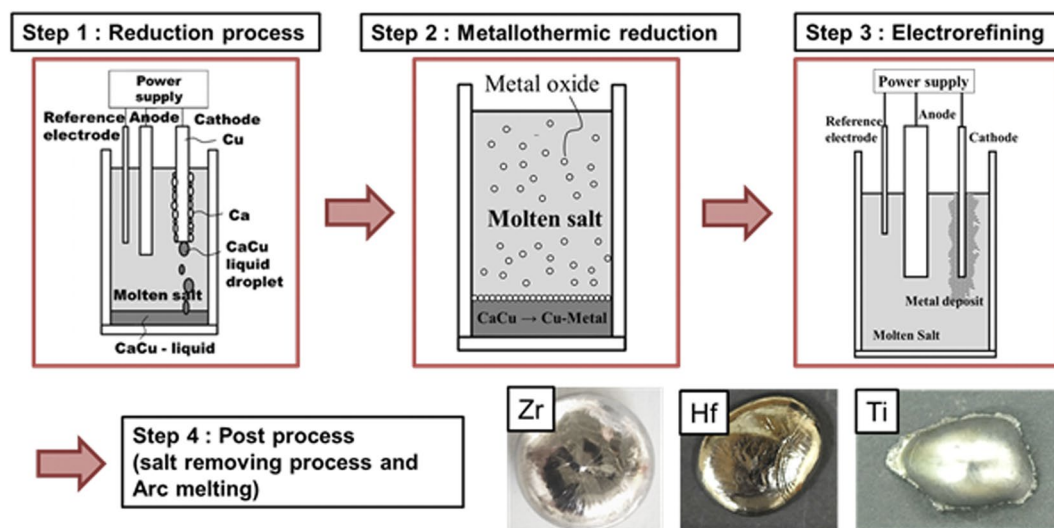 Step 1 : Reduction process
Step 2 : Metallothermic reduction
Step 3 : Electrorefining
Power
supply
Reference
electrode
Anode
Cathode
Cu
Ca
CaCu
liquid
droplet
Molten salt
CaCu - liquid
Metal oxide
Molten salt
CaCu → Cu-Metal
Power supply
Anode
Reference
electrode
Cathode
Metal deposit
Molten Salt
Step 4 : Post process
(salt removing process and
Arc melting)
Zr
Hf
Ti